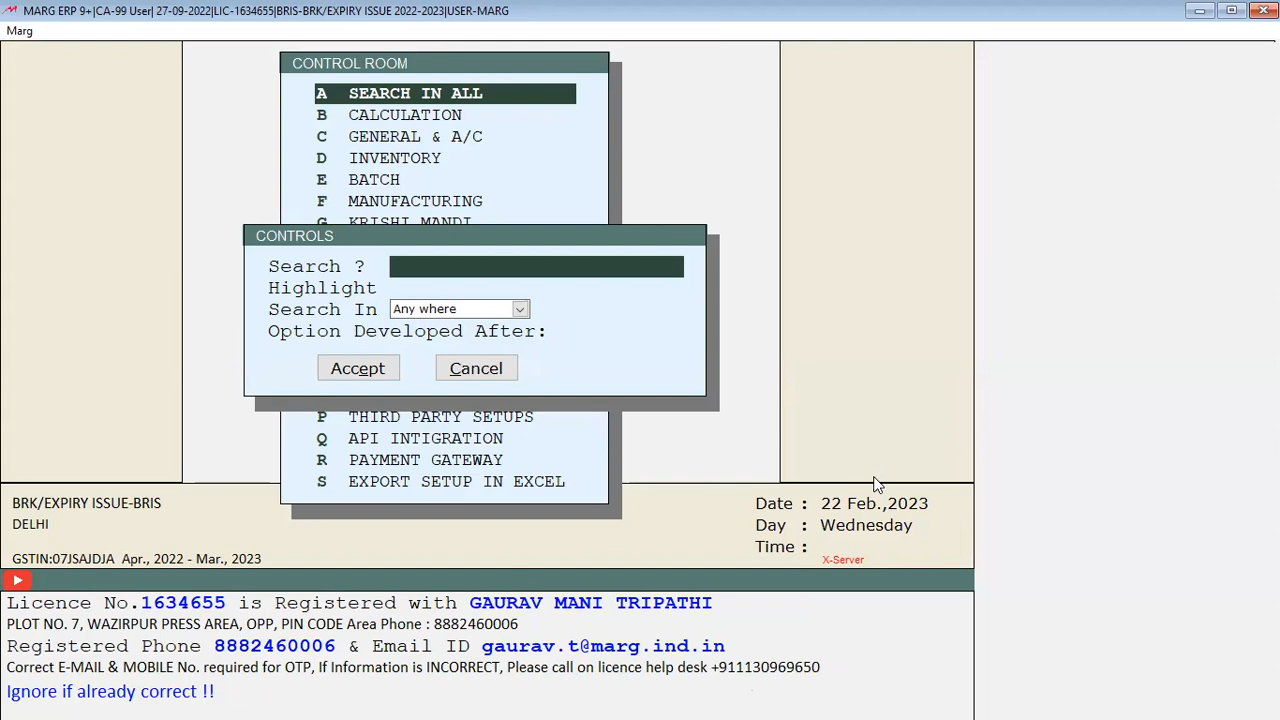 MARG ERP 9+|CA-99 User| 27-09-2022|LIC-1634655|BRIS-BRK/EXPIRY ISSUE 2022-2023|USER-MARG
Marg
CONTROL ROOM
A SEARCH IN ALL
B CALCULATION
C GENERAL & A/C
D INVENTORY
E BATCH
F MANUFACTURING
G KRISHI MANDI
CONTROLS
Search ?
Highlight
Search In Any where
Option Developed After:
Accept Cancel
P THIRD PARTY SETUPS
Q API INTIGRATION
R PAYMENT GATEWAY
S EXPORT SETUP IN EXCEL
BRK/EXPIRY ISSUE-BRIS
DELHI
GSTIN:07JSAJDJA Apr., 2022 - Mar., 2023
Date : 22 Feb.,2023
Day : Wednesday
Time :
X-Server
Licence No.1634655 is Registered with GAURAV MANI TRIPATHI
PLOT NO. 7, WAZIRPUR PRESS AREA, OPP, PIN CODE Area Phone : 8882460006
Registered Phone 8882460006 & Email ID gaurav.t@marg.ind.in
Correct E-MAIL & MOBILE No. required for OTP, If Information is INCORRECT, Please call on licence help desk +911130969650
Ignore if already correct !!